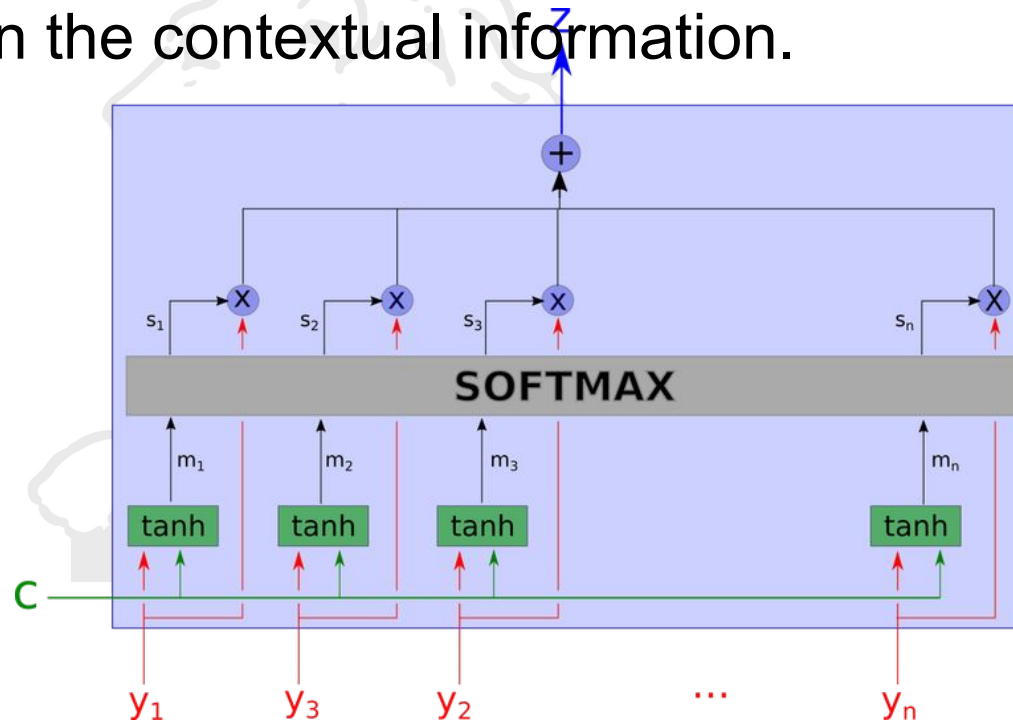 n the contextual information.
z
+
x x x x
s1 s2 s3 sn
SOFTMAX
m1 m2 m3 mn
tanh tanh tanh tanh
c
y1 y3 y2 ... yn